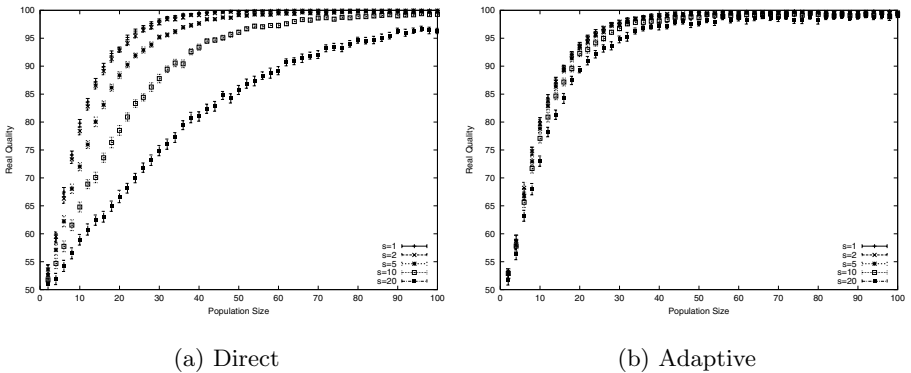 100
95
90
85
80
75
70
65
60
55
50
Real Quality
0 10 20 30 40 50 60 70 80 90 100
Population Size
s=1
s=2
s=5
s=10
s=20
(a) Direct
100
95
90
85
80
75
70
65
60
55
50
Real Quality
0 10 20 30 40 50 60 70 80 90 100
Population Size
s=1
s=2
s=5
s=10
s=20
(b) Adaptive